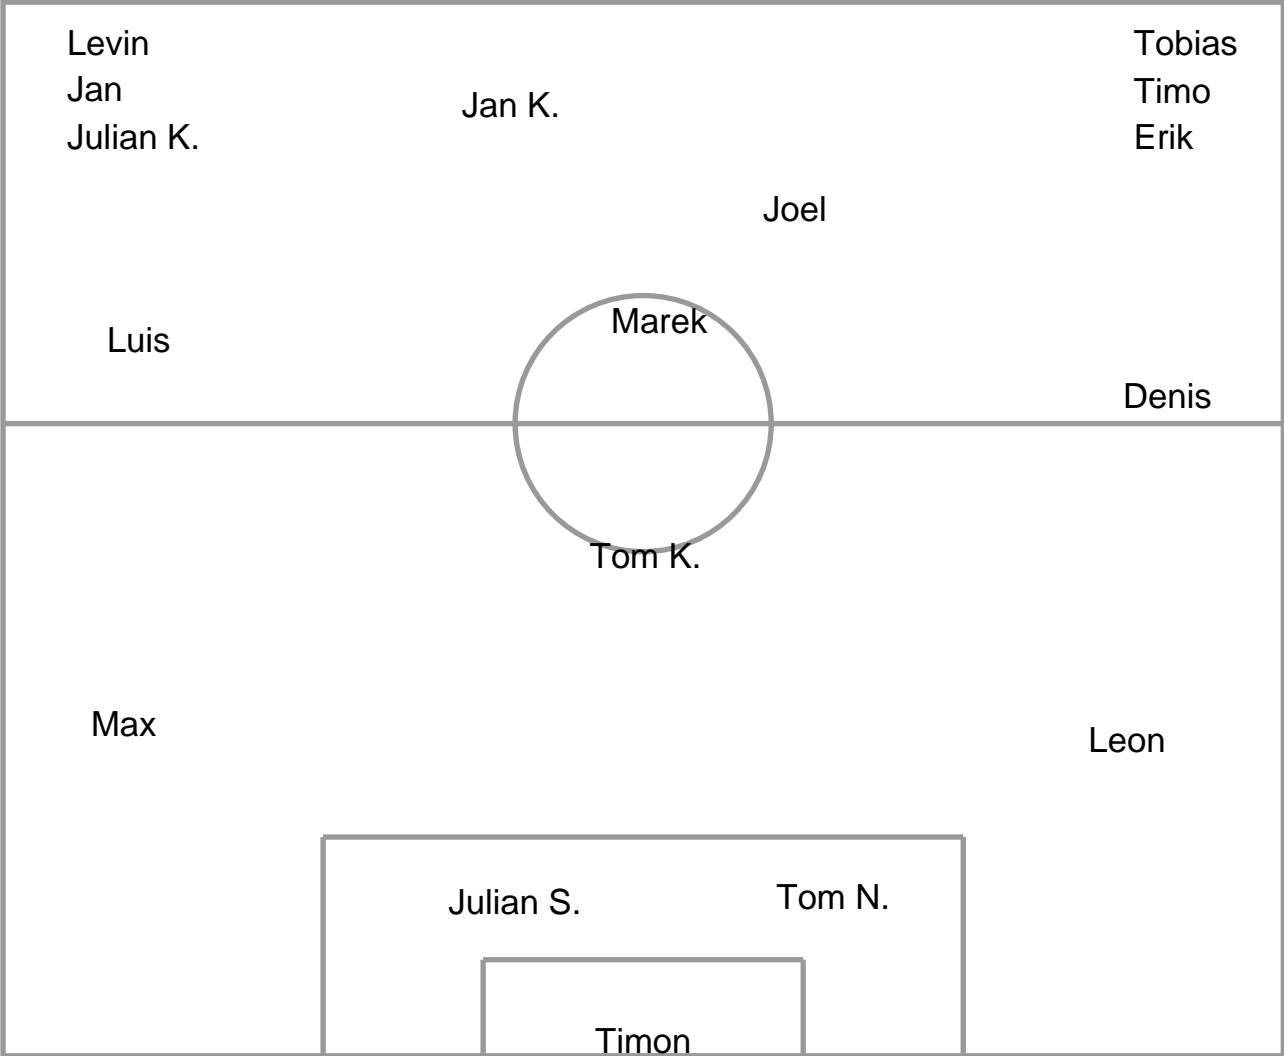 Levin
Jan
Julian K.
Jan K.
Tobias
Timo
Erik
Joel
Marek
Luis
Denis
Tom K.
Max
Leon
Julian S.
Tom N.
Timon